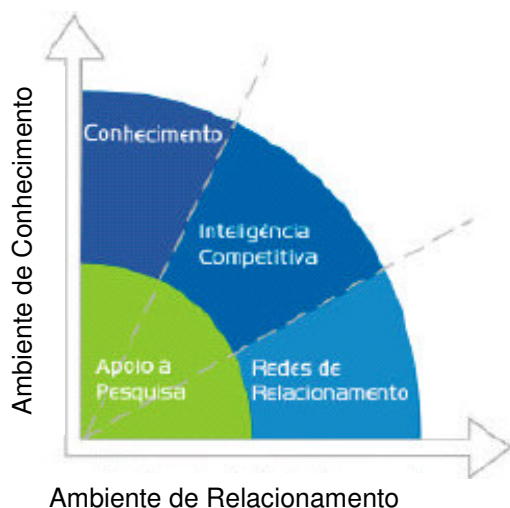 Ambiente de Conhecimento
Conhecimento
Inteligência
Competitiva
Apoio à
Pesquisa
Redes de
Relacionamento
Ambiente de Relacionamento